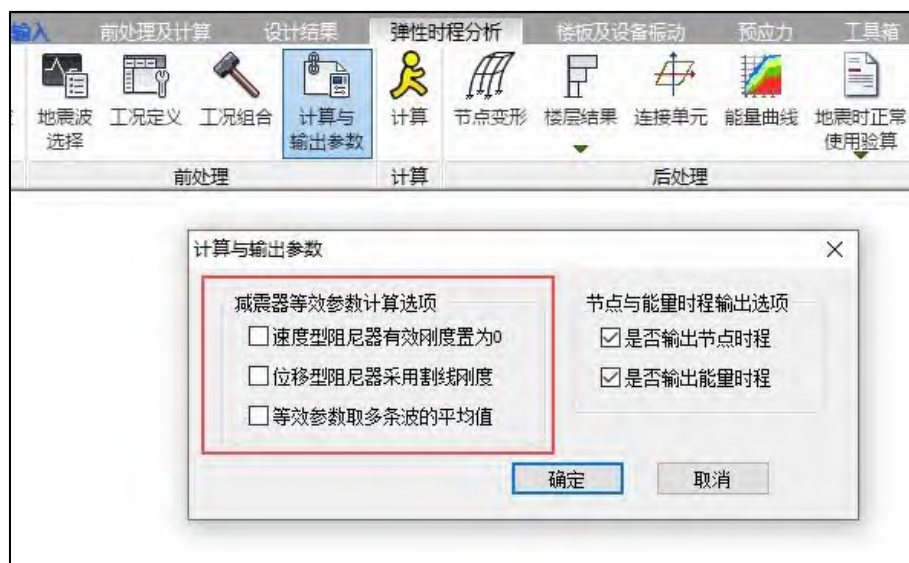 输入 前处理及计算 设计结果 弹性时程分析 楼板及设备振动 预应力 工具箱
地震波 工况定义 工况组合 计算与 计算 节点变形 楼层结果 连接单元 能量曲线 地震时正常
选择 输出参数 使用验算
前处理 计算 后处理
计算与输出参数
减震器等效参数计算选项 节点与能量时程输出选项
速度型阻尼器有效刚度置为0 是否输出节点时程
位移型阻尼器采用割线刚度 是否输出能量时程
等效参数取多条波的平均值
确定 取消